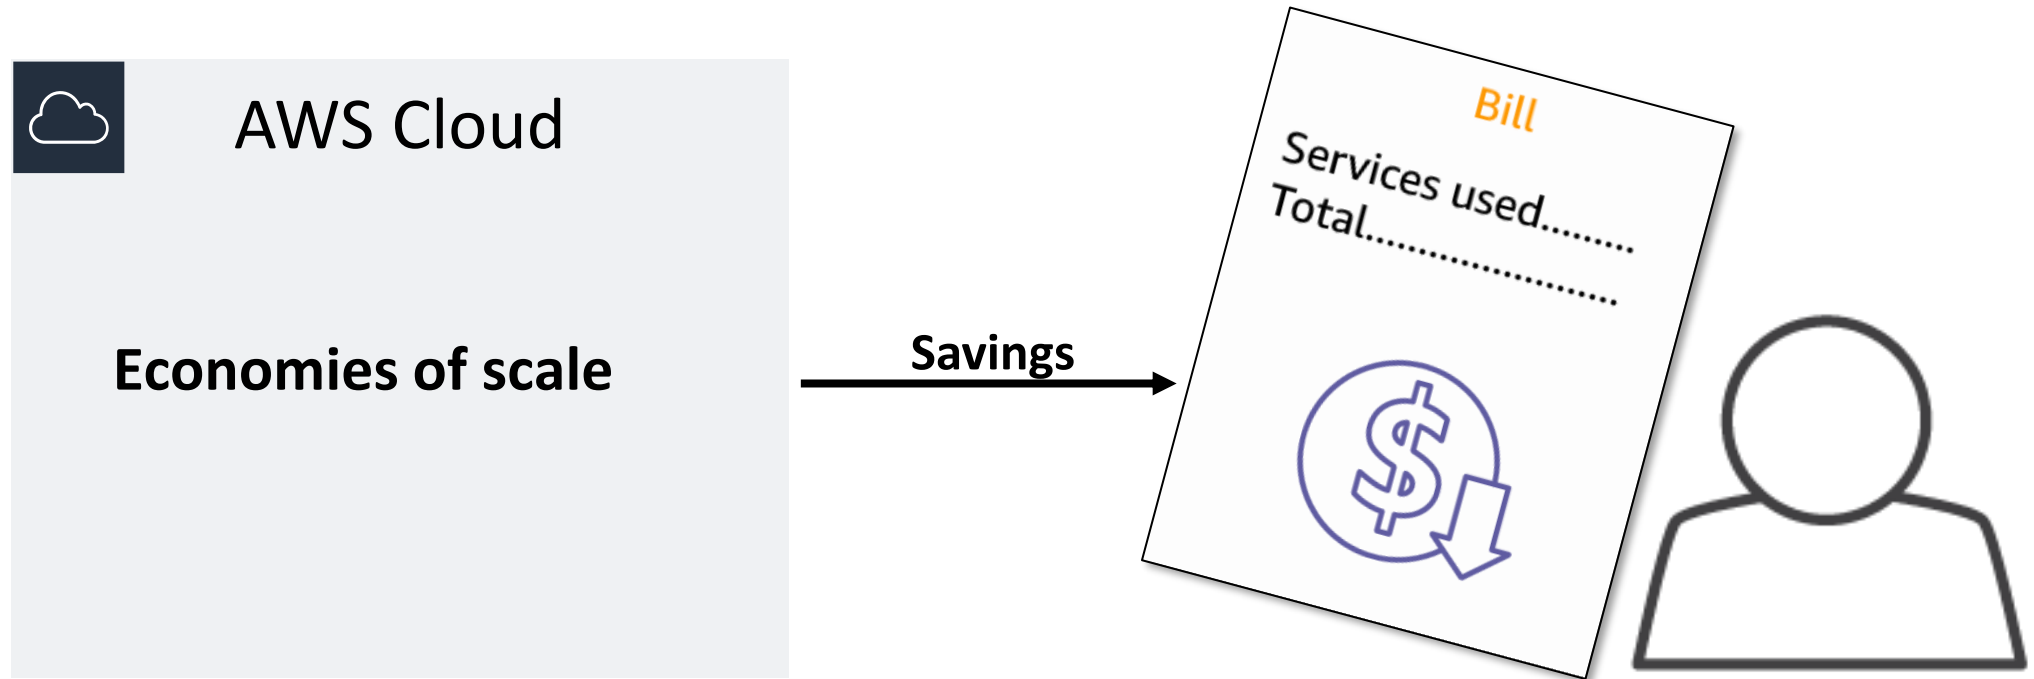 AWS Cloud
Economies of scale
Savings
Bill
Services used.........
Total........................